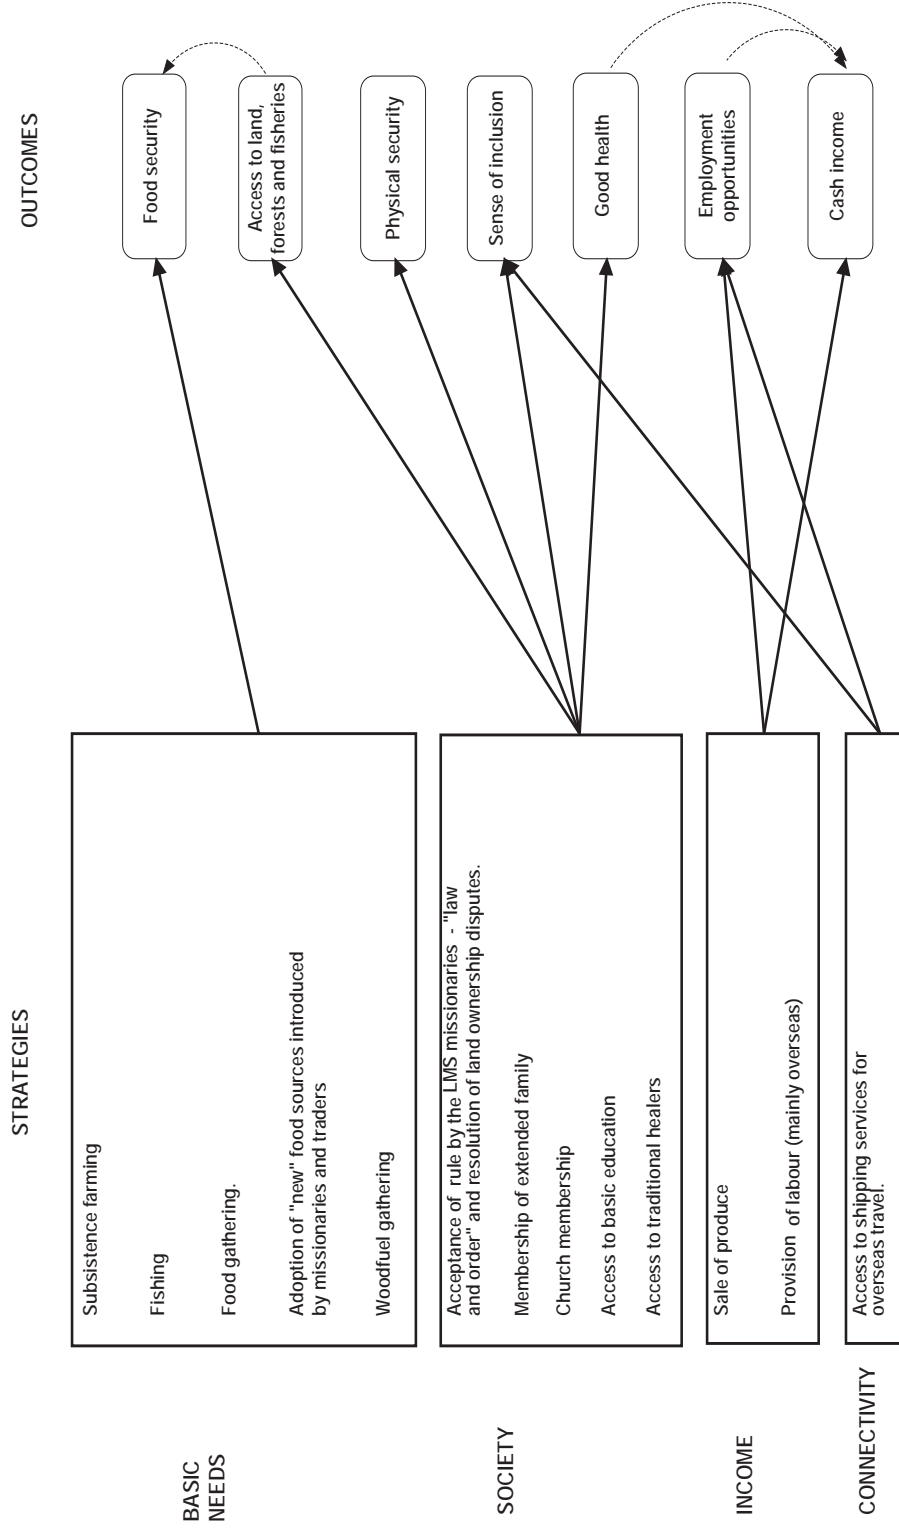 STRATEGIES
OUTCOMES
BASIC
NEEDS
Subsistence farming
Fishing
Food gathering.
Adoption of "new" food sources introduced
by missionaries and traders
Woodfuel gathering
SOCIETY
Acceptance of rule by the LMS missionaries - "law
and order" and resolution of land ownership disputes.
Membership of extended family
Church membership
Access to basic education
Access to traditional healers
INCOME
Sale of produce
Provision of labour (mainly overseas)
CONNECTIVITY
Access to shipping services for
overseas travel.
Food security
Access to land,
forests and fisheries
Physical security
Sense of inclusion
Good health
Employment
opportunities
Cash income